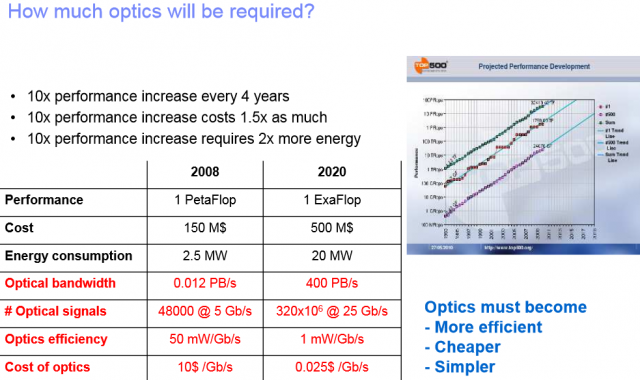 How much optics will be required?
• 10x performance increase every 4 years
• 10x performance increase costs 1.5x as much
• 10x performance increase requires 2x more energy
2008 2020
Performance 1 PetaFlop 1 ExaFlop
Cost 150 M$ 500 M$
Energy consumption 2.5 MW 20 MW
Optical bandwidth 0.012 PB/s 400 PB/s
# Optical signals 48000 @ 5 Gb/s 320x10⁶ @ 25 Gb/s
Optics efficiency 50 mW/Gb/s 1 mW/Gb/s
Cost of optics 10$ /Gb/s 0.025$ /Gb/s
Projected Performance Development
Performance
#1
#500
Sum
#1 Trend
Line
#500 Trend
Line
Sum Trend
Line
http://www.top500.org/
Optics must become
- More efficient
- Cheaper
- Simpler